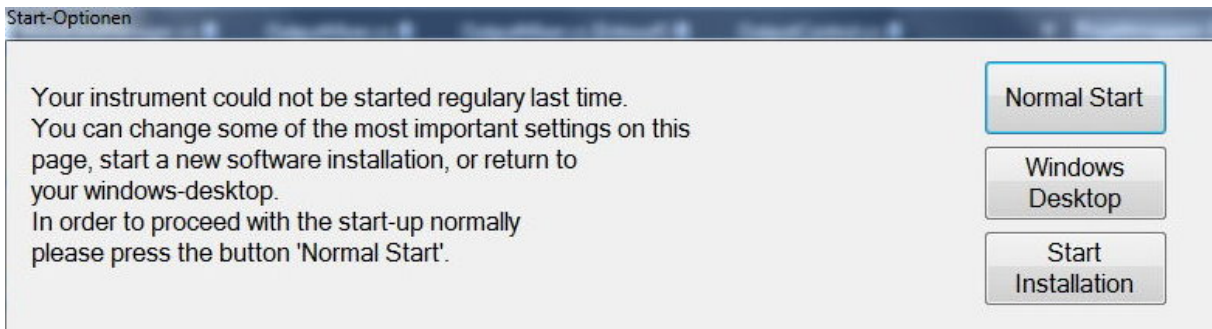 Start-Optionen
Your instrument could not be started regulary last time.
You can change some of the most important settings on this
page, start a new software installation, or return to
your windows-desktop.
In order to proceed with the start-up normally
please press the button 'Normal Start'.
Normal Start
Windows
Desktop
Start
Installation